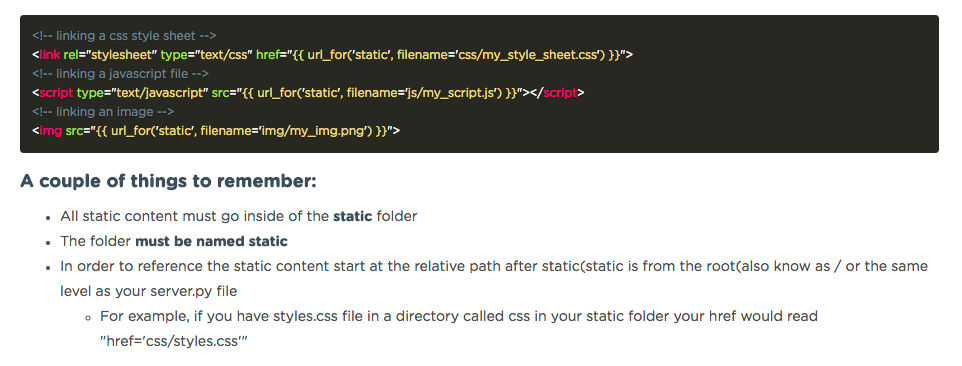 <!-- linking a css style sheet -->
<link rel="stylesheet" type="text/css" href="{{ url_for('static', filename='css/my_style_sheet.css') }}">
<!-- linking a javascript file -->
<script type="text/javascript" src="{{ url_for('static', filename='js/my_script.js') }}"></script>
<!-- linking an image -->
<img src="{{ url_for('static', filename='img/my_img.png') }}">
A couple of things to remember:
• All static content must go inside of the static folder
• The folder must be named static
• In order to reference the static content start at the relative path after static(static is from the root(also know as / or the same
level as your server.py file
◦ For example, if you have styles.css file in a directory called css in your static folder your href would read
"href='css/styles.css'"